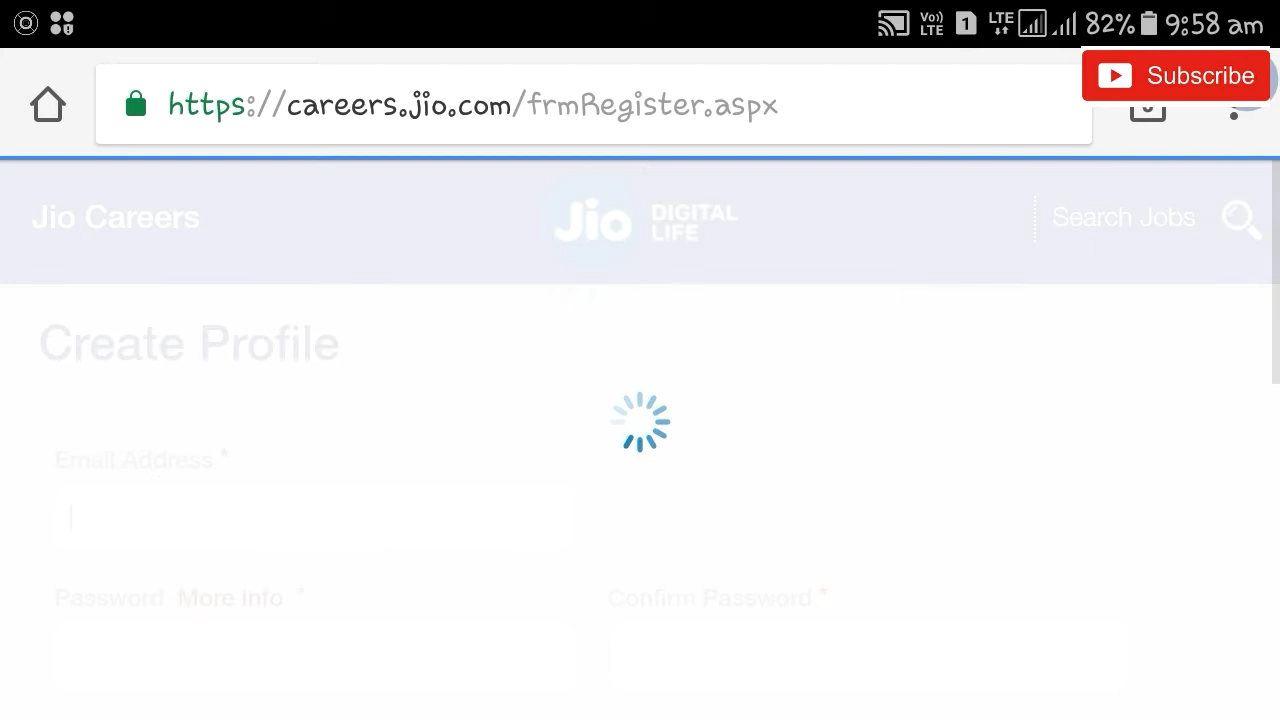 Vo)) LTE 1 LTE 82% 9:58 am
https://careers.jio.com/frmRegister.aspx
Subscribe
Jio Careers
Jio DIGITAL LIFE
Search Jobs
Create Profile
Email Address *
Password More Info *
Confirm Password *